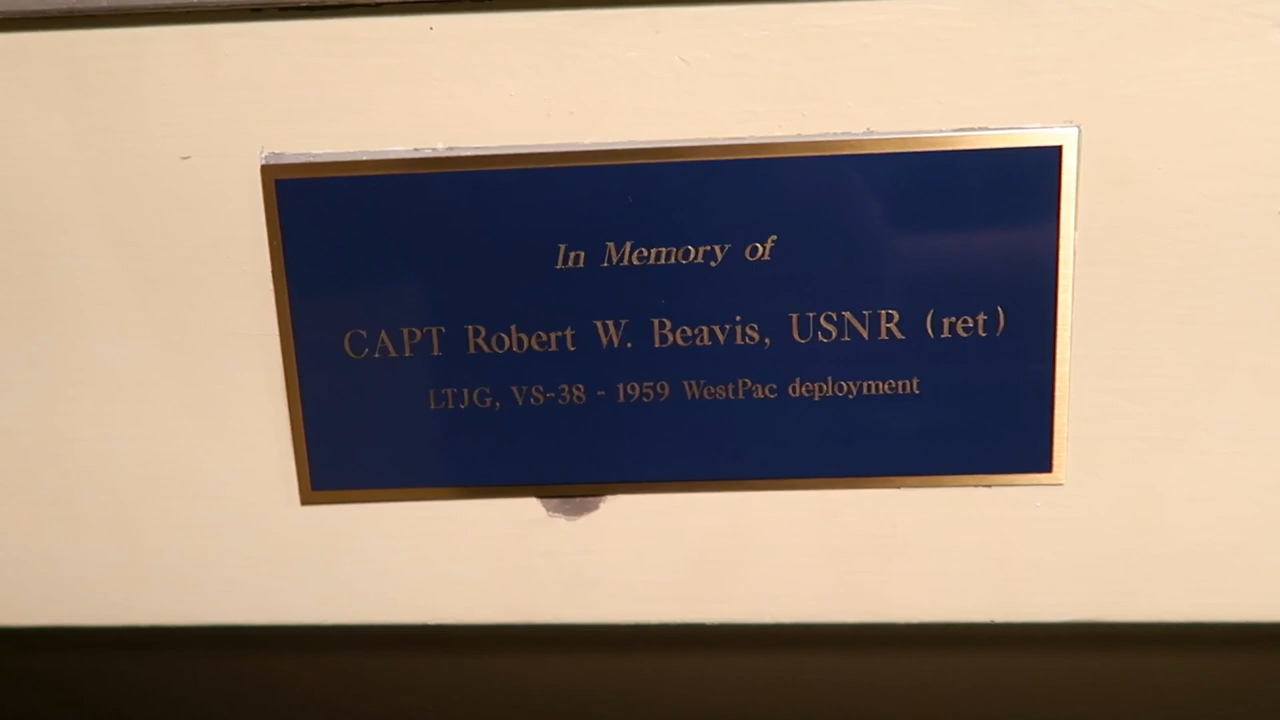 In Memory of
CAPT Robert W. Beavis, USNR (ret)
LTJG, VS-38 - 1959 WestPac deployment